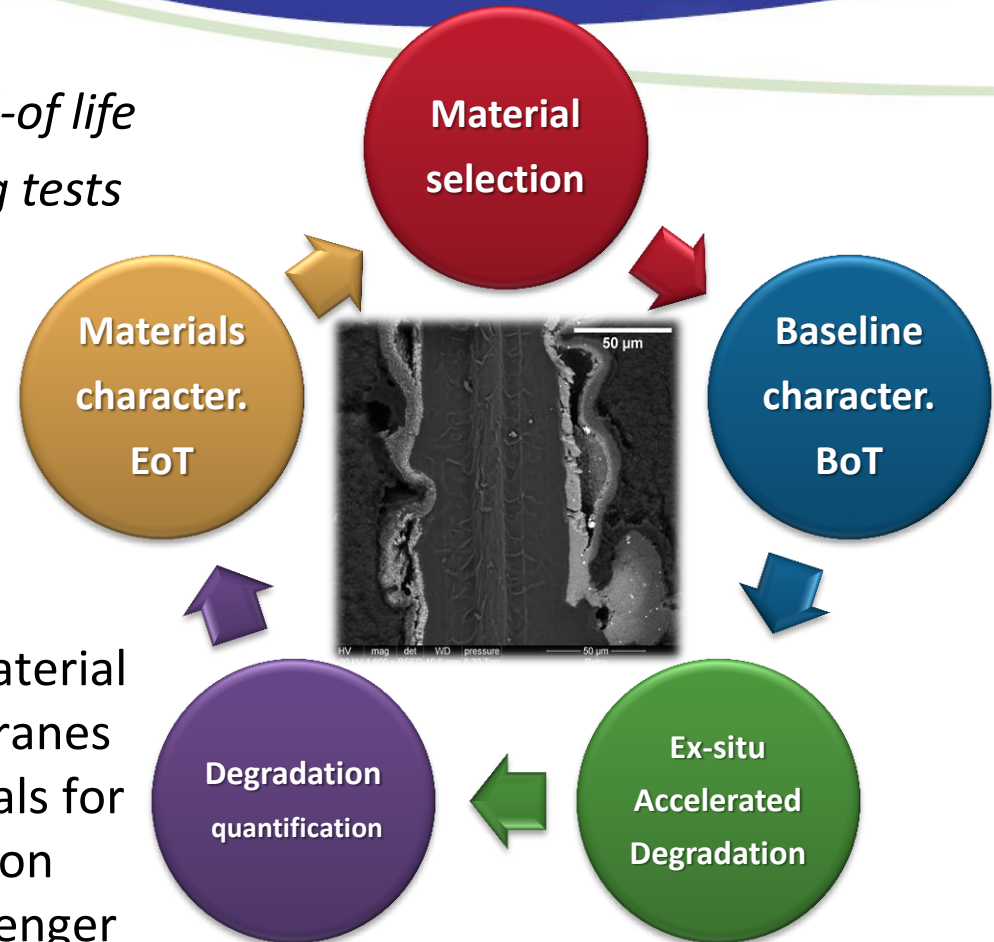 -of life
tests
Material
selection
Materials
character.
EoT
Baseline
character.
BoT
50 µm
HV mag det WD pressure 50 µm
aterial
ranes
als for
on
enger
Degradation
quantification
Ex-situ
Accelerated
Degradation